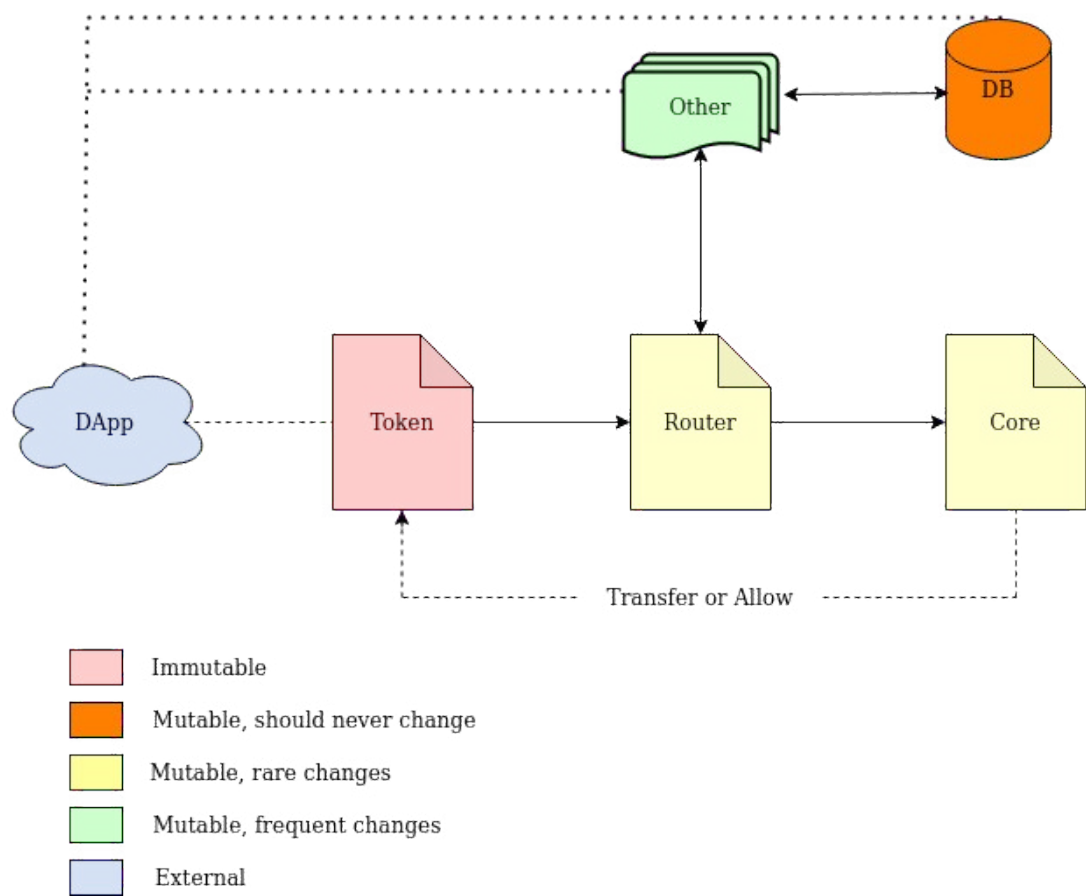 DB
Other
DApp
Token
Router
Core
Transfer or Allow
Immutable
Mutable, should never change
Mutable, rare changes
Mutable, frequent changes
External